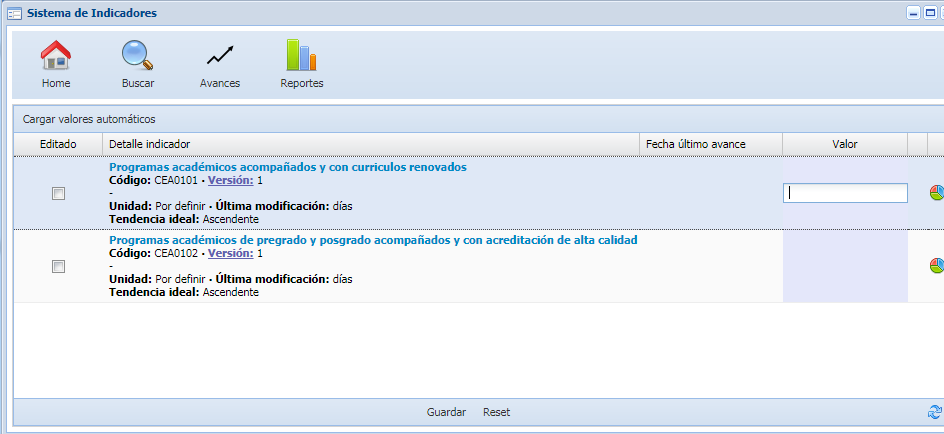 Sistema de Indicadores
Home Buscar Avances Reportes
Cargar valores automáticos
Editado Detalle indicador Fecha último avance Valor
Programas académicos acompañados y con curriculos renovados
Código: CEA0101 · Versión: 1
-
Unidad: Por definir · Última modificación: días
Tendencia ideal: Ascendente
Programas académicos de pregrado y posgrado acompañados y con acreditación de alta calidad
Código: CEA0102 · Versión: 1
-
Unidad: Por definir · Última modificación: días
Tendencia ideal: Ascendente
Guardar Reset